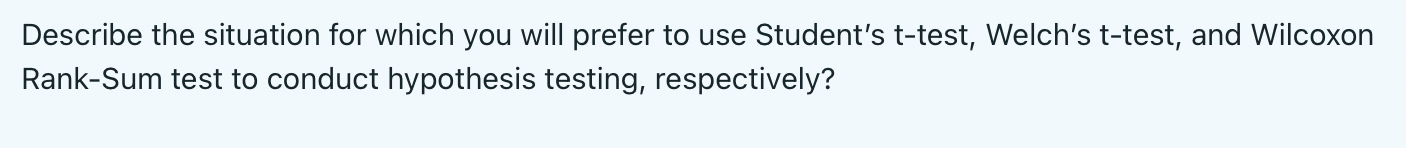 Describe the situation for which you will prefer to use Student’s t-test, Welch’s t-test, and Wilcoxon
Rank-Sum test to conduct hypothesis testing, respectively?